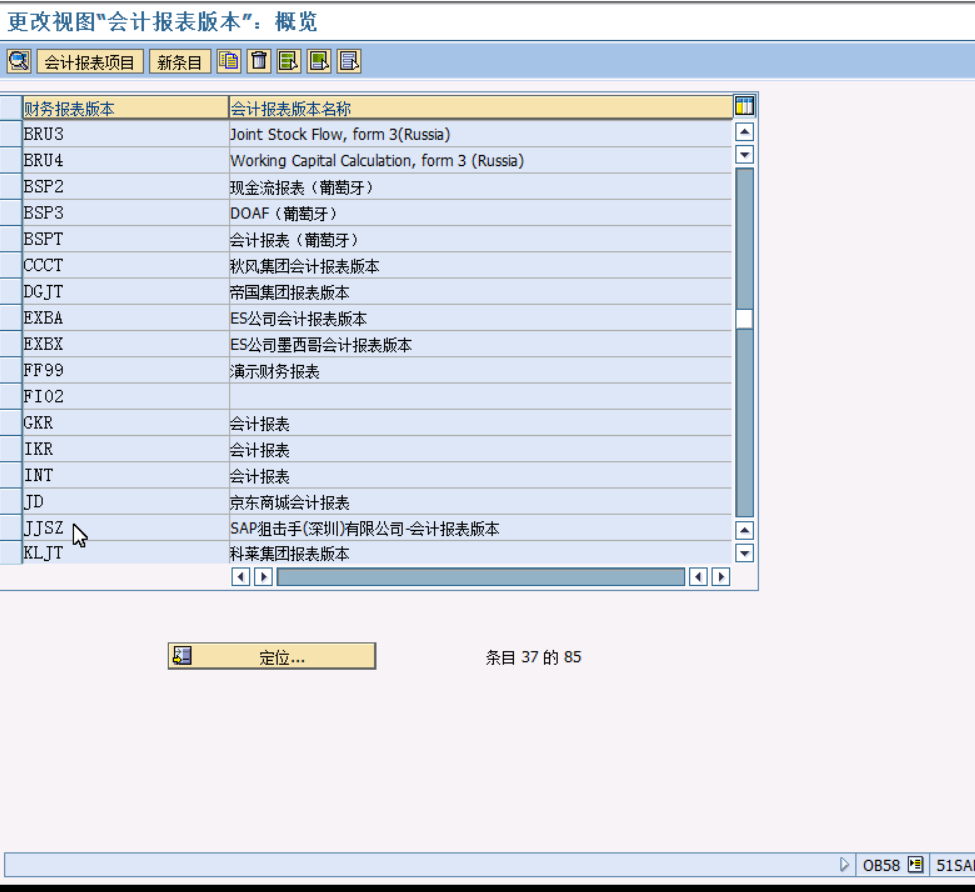 更改视图"会计报表版本": 概览
会计报表项目 新条目
财务报表版本 会计报表版本名称
BRU3 Joint Stock Flow, form 3(Russia)
BRU4 Working Capital Calculation, form 3 (Russia)
BSP2 现金流报表（葡萄牙）
BSP3 DOAF（葡萄牙）
BSPT 会计报表（葡萄牙）
CCCT 秋风集团会计报表版本
DGJT 帝国集团报表版本
EXBA ES公司会计报表版本
EXBX ES公司墨西哥会计报表版本
FF99 演示财务报表
FI02
GKR 会计报表
IKR 会计报表
INT 会计报表
JD 京东商城会计报表
JJSZ SAP狙击手(深圳)有限公司-会计报表版本
KLJT 科莱集团报表版本
定位... 条目 37 的 85
OB58 51SAP